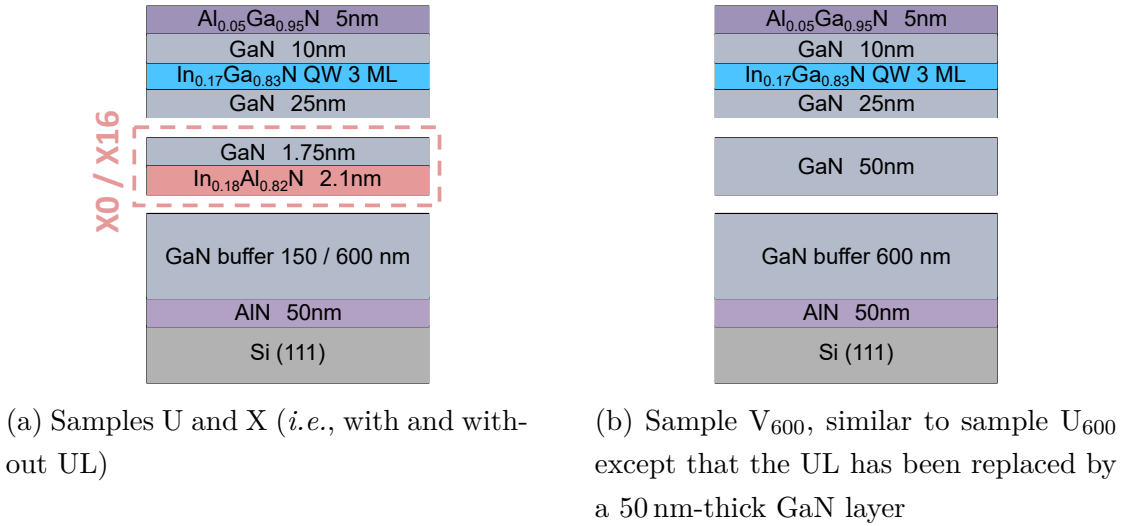 Al0.05Ga0.95N 5nm
GaN 10nm
In0.17Ga0.83N QW 3 ML
GaN 25nm
X0 / X16
GaN 1.75nm
In0.18Al0.82N 2.1nm
GaN buffer 150 / 600 nm
AlN 50nm
Si (111)
(a) Samples U and X (i.e., with and with-
out UL)
Al0.05Ga0.95N 5nm
GaN 10nm
In0.17Ga0.83N QW 3 ML
GaN 25nm
GaN 50nm
GaN buffer 600 nm
AlN 50nm
Si (111)
(b) Sample V600, similar to sample U600
except that the UL has been replaced by
a 50 nm-thick GaN layer